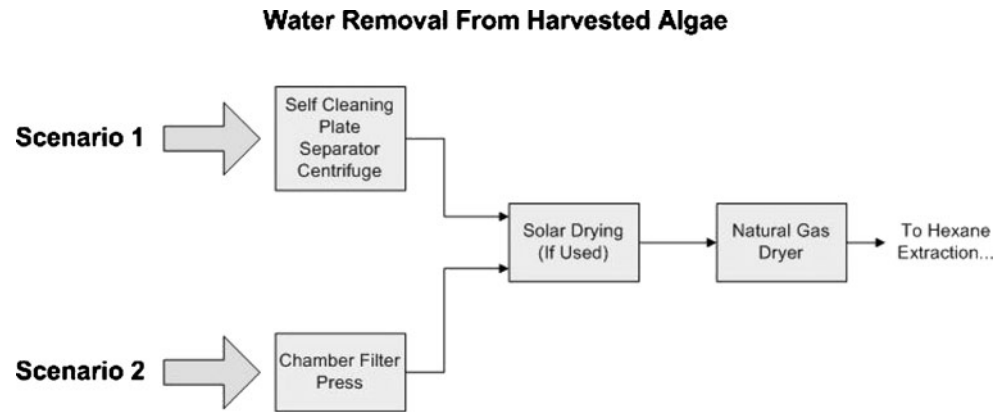 Water Removal From Harvested Algae
Scenario 1
Self Cleaning
Plate
Separator
Centrifuge
Solar Drying
(If Used)
Natural Gas
Dryer
To Hexane
Extraction...
Scenario 2
Chamber Filter
Press